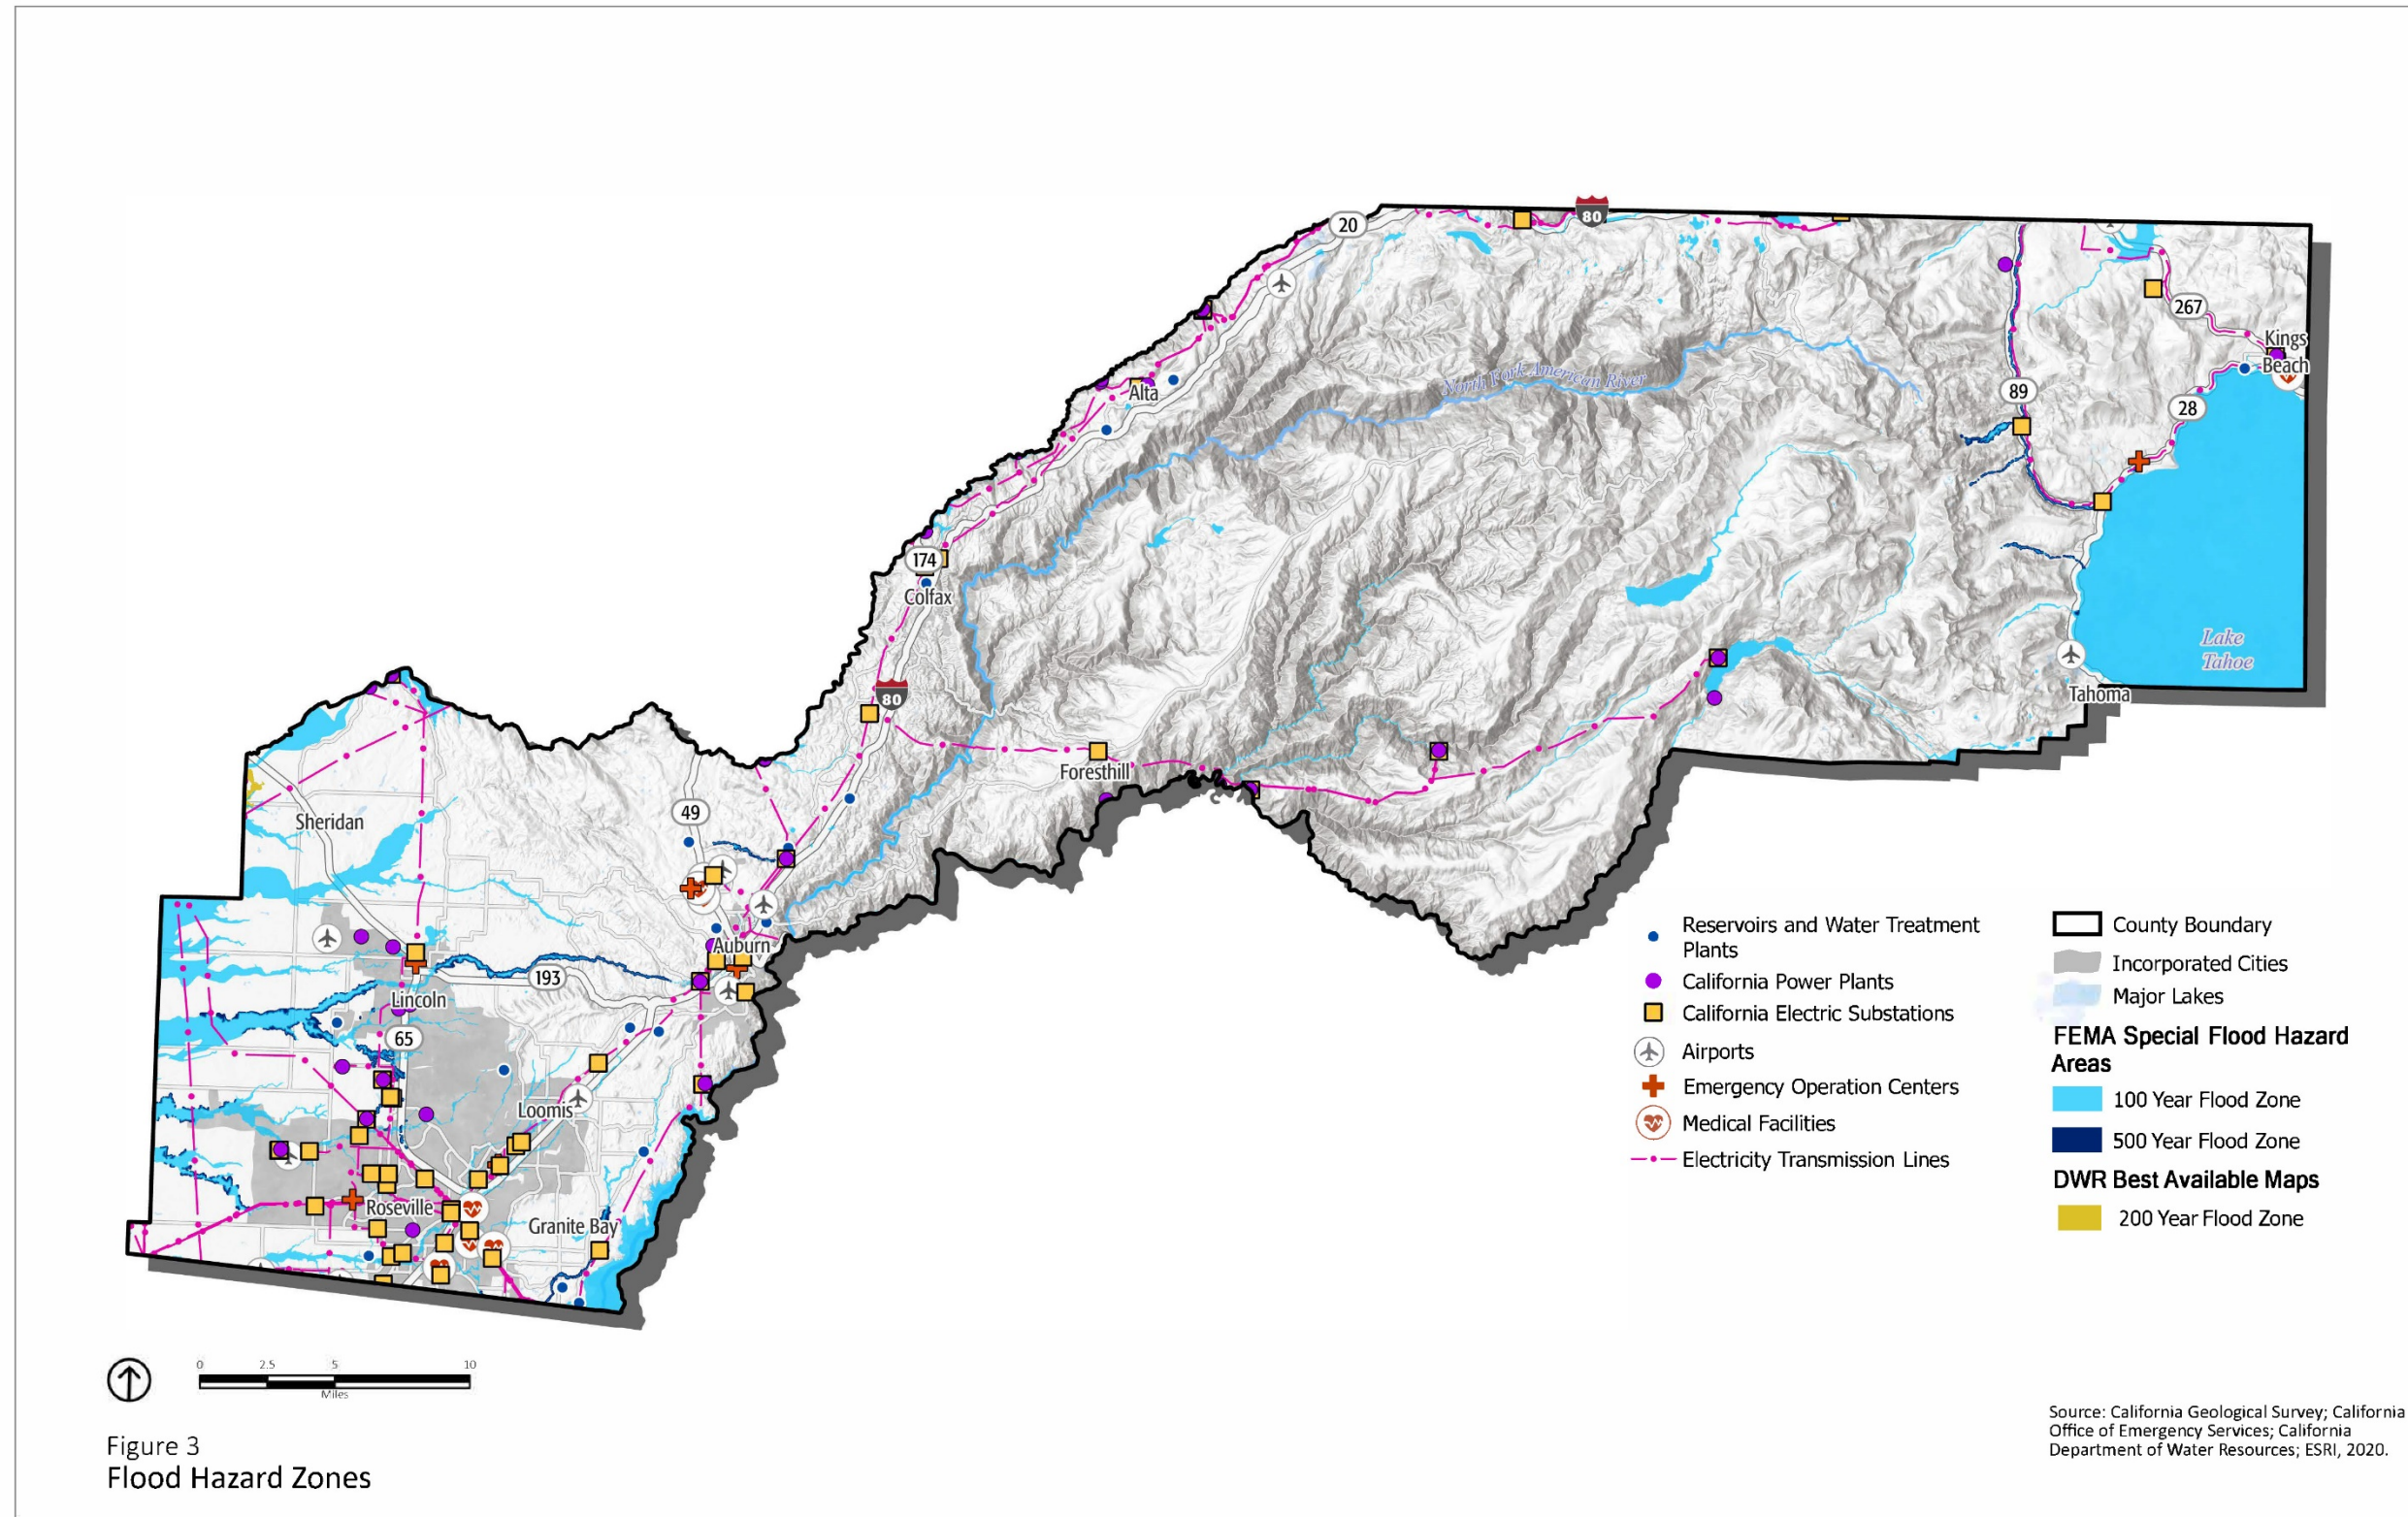 20
80
267
Kings
Beach
Alta
North Fork American River
89
28
174
Colfax
80
Lake
Tahoe
Tahoma
Foresthill
49
Sheridan
Auburn
193
Lincoln
65
Loomis
Roseville
Granite Bay
Reservoirs and Water Treatment
Plants
California Power Plants
California Electric Substations
Airports
Emergency Operation Centers
Medical Facilities
Electricity Transmission Lines
County Boundary
Incorporated Cities
Major Lakes
FEMA Special Flood Hazard
Areas
100 Year Flood Zone
500 Year Flood Zone
DWR Best Available Maps
200 Year Flood Zone
0 2.5 5 10
Miles
Figure 3
Flood Hazard Zones
Source: California Geological Survey; California
Office of Emergency Services; California
Department of Water Resources; ESRI, 2020.